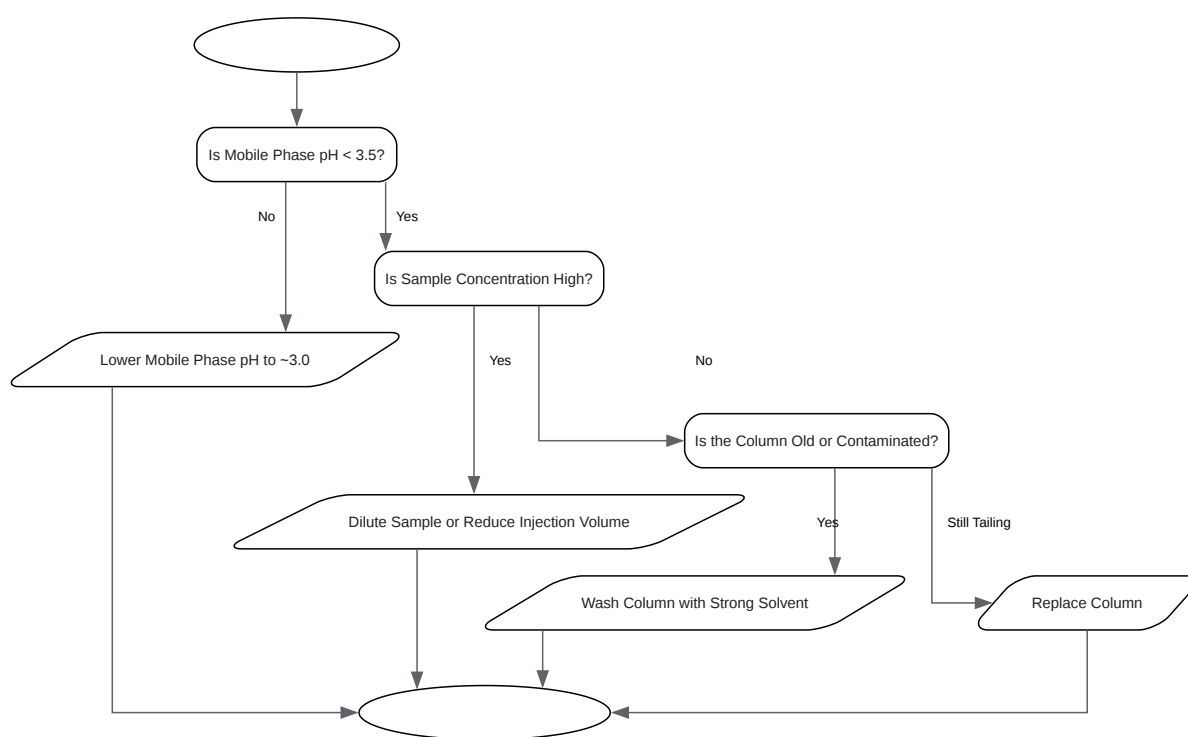 Is Mobile Phase pH < 3.5?
No
Yes
Is Sample Concentration High?
Lower Mobile Phase pH to ~3.0
Yes
No
Is the Column Old or Contaminated?
Dilute Sample or Reduce Injection Volume
Yes
Still Tailing
Wash Column with Strong Solvent
Replace Column